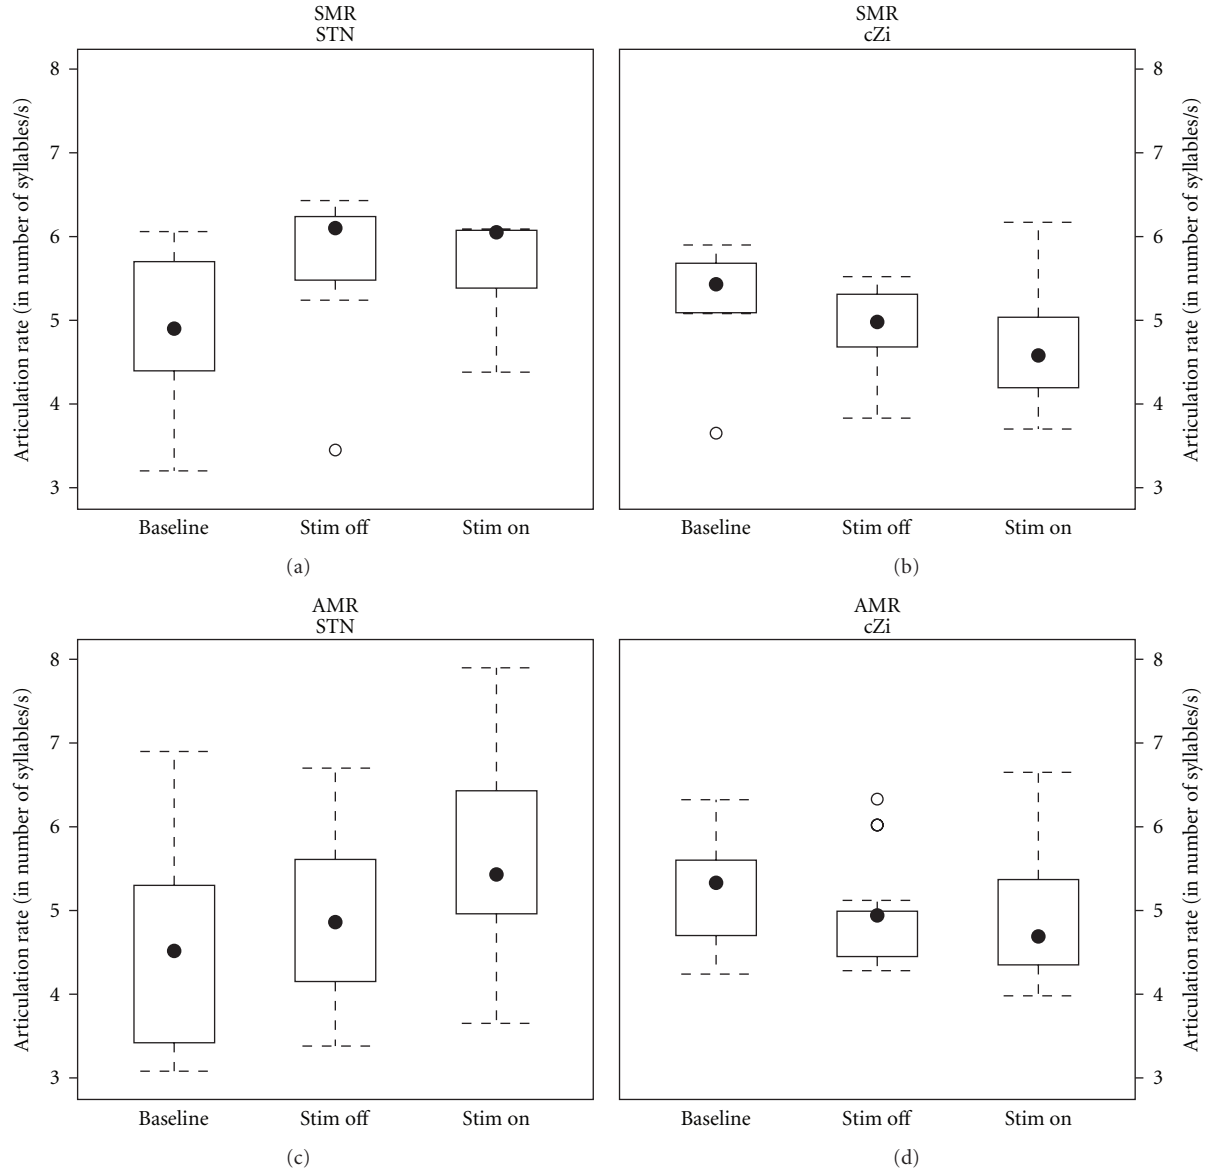 SMR
STN
8
7
6
5
4
3
Articulation rate (in number of syllables/s)
Baseline Stim off Stim on
(a)
SMR
cZi
8
7
6
5
4
3
Articulation rate (in number of syllables/s)
Baseline Stim off Stim on
(b)
AMR
STN
8
7
6
5
4
3
Articulation rate (in number of syllables/s)
Baseline Stim off Stim on
(c)
AMR
cZi
8
7
6
5
4
3
Articulation rate (in number of syllables/s)
Baseline Stim off Stim on
(d)